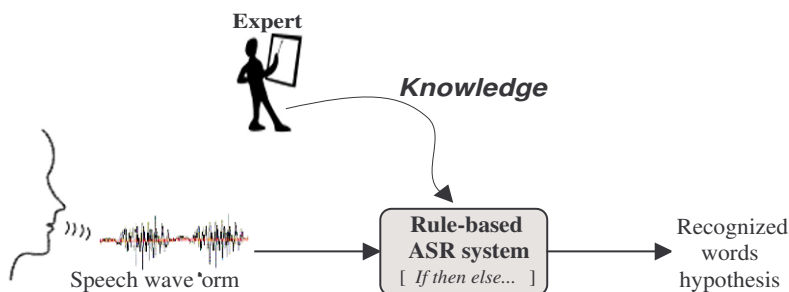 Expert
Knowledge
Rule-based
ASR system
[ If then else... ]
Speech wave orm
Recognized
words
hypothesis